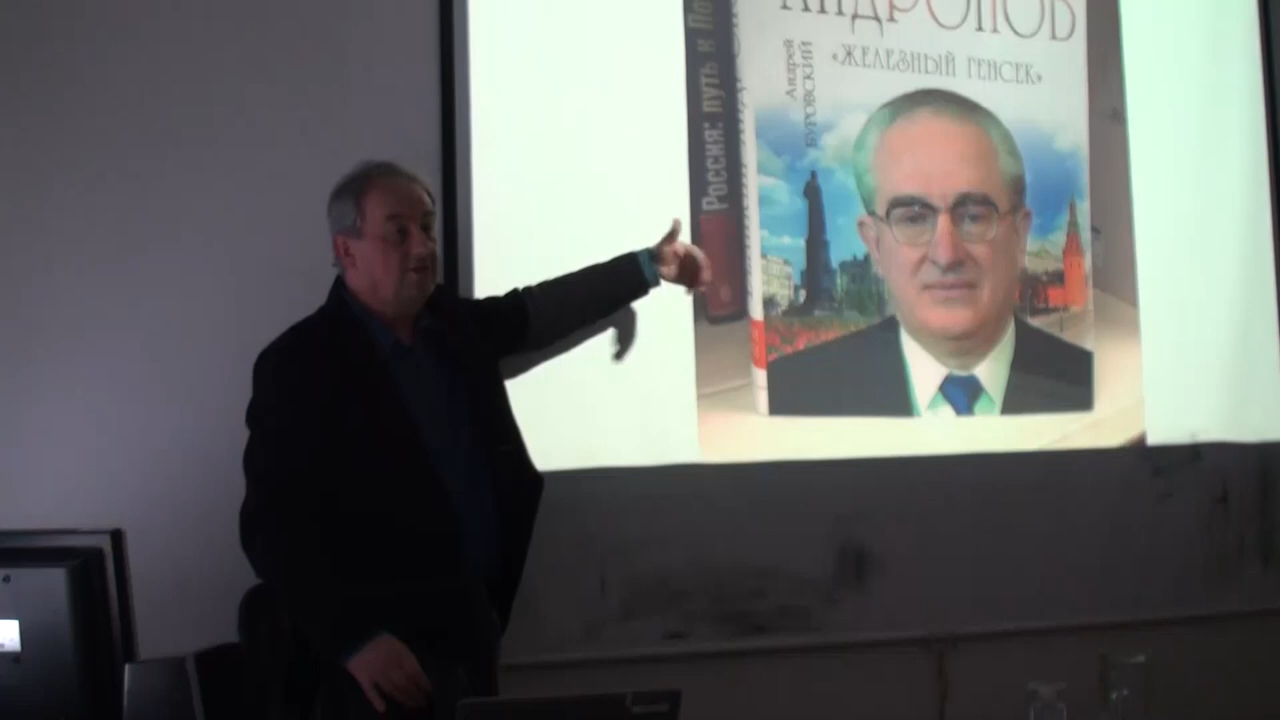 АНДРОПОВ
«ЖЕЛЕЗНЫЙ ГЕНСЕК»
Андрей
БУРОВСКИЙ
Россия: путь к